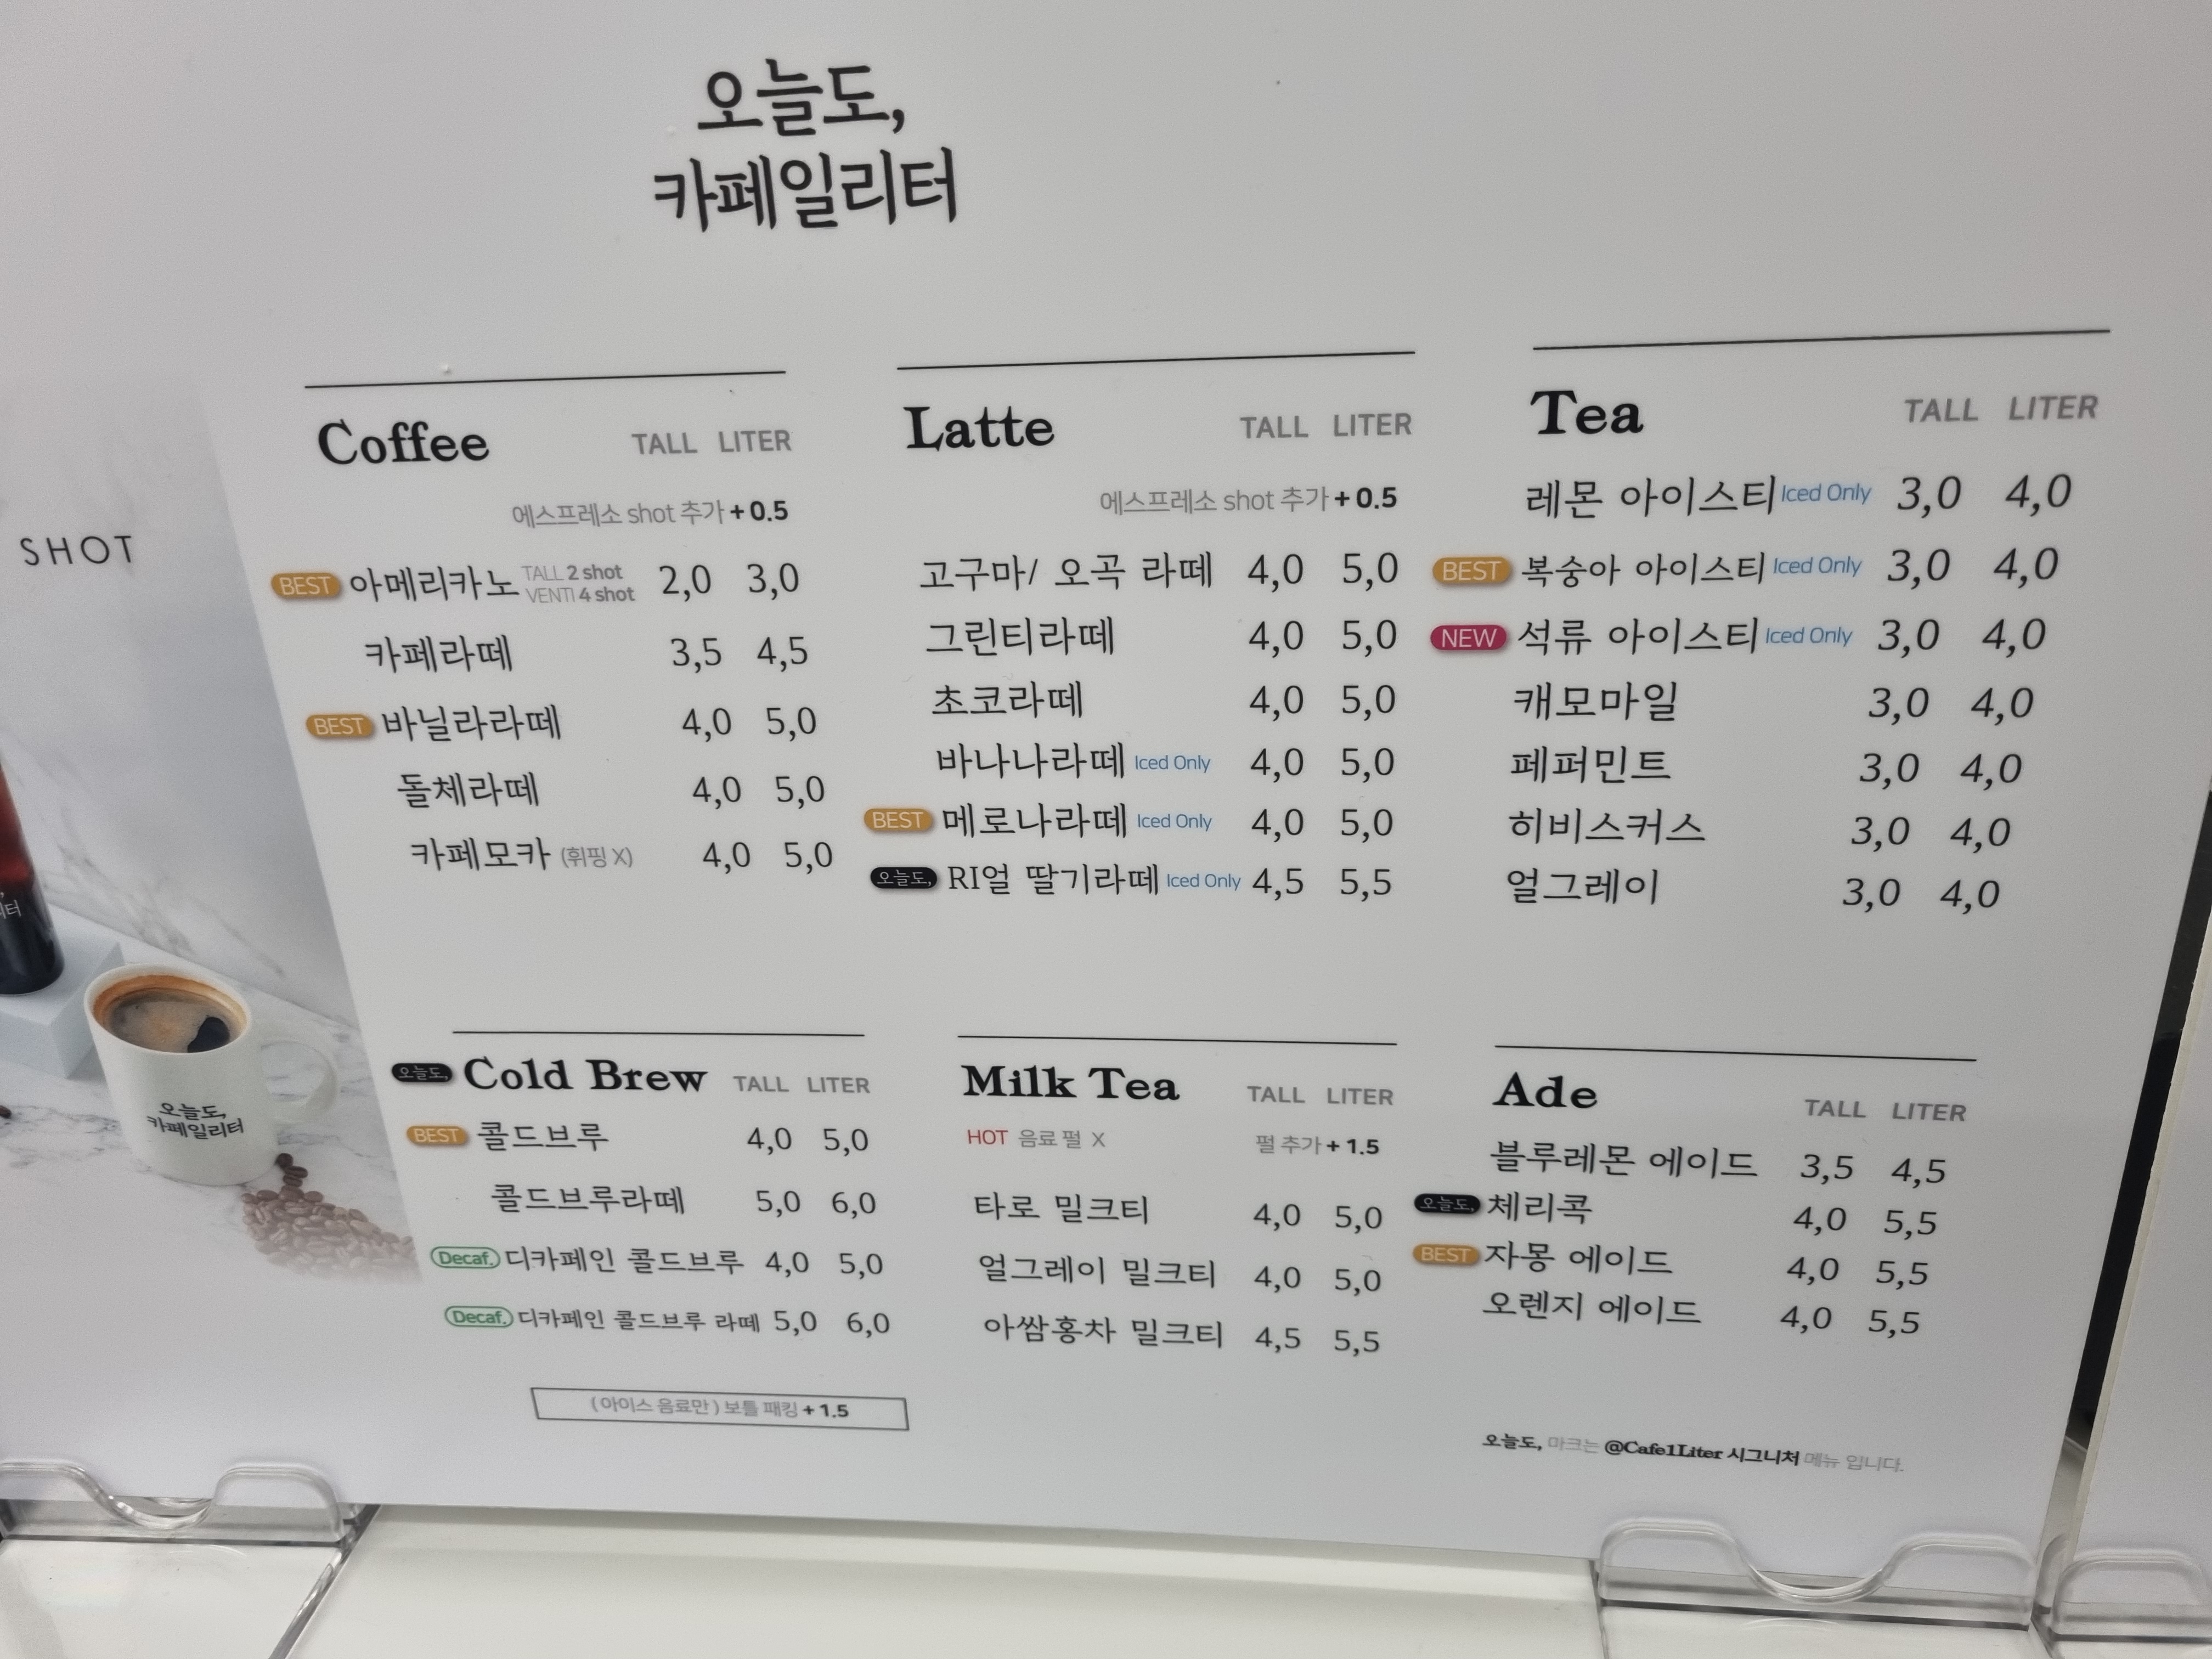 오늘도,
카페일리터
SHOT
Coffee TALL LITER
에스프레소 shot 추가 + 0.5
BEST 아메리카노 TALL 2 shot VENTI 4 shot 2,0 3,0
카페라떼 3,5 4,5
BEST 바닐라라떼 4,0 5,0
돌체라떼 4,0 5,0
카페모카 (휘핑 X) 4,0 5,0
Latte TALL LITER
에스프레소 shot 추가 + 0.5
고구마/ 오곡 라떼 4,0 5,0
그린티라떼 4,0 5,0
초코라떼 4,0 5,0
바나나라떼 Iced Only 4,0 5,0
BEST 메로나라떼 Iced Only 4,0 5,0
오늘도, RI얼 딸기라떼 Iced Only 4,5 5,5
Tea TALL LITER
레몬 아이스티 Iced Only 3,0 4,0
BEST 복숭아 아이스티 Iced Only 3,0 4,0
NEW 석류 아이스티 Iced Only 3,0 4,0
캐모마일 3,0 4,0
페퍼민트 3,0 4,0
히비스커스 3,0 4,0
얼그레이 3,0 4,0
오늘도, Cold Brew TALL LITER
BEST 콜드브루 4,0 5,0
콜드브루라떼 5,0 6,0
Decaf. 디카페인 콜드브루 4,0 5,0
Decaf. 디카페인 콜드브루 라떼 5,0 6,0
(아이스 음료만) 보틀 패킹 + 1.5
Milk Tea TALL LITER
HOT 음료 펄 X 펄 추가 + 1.5
타로 밀크티 4,0 5,0
얼그레이 밀크티 4,0 5,0
아쌈홍차 밀크티 4,5 5,5
Ade TALL LITER
블루레몬 에이드 3,5 4,5
오늘도, 체리콕 4,0 5,5
BEST 자몽 에이드 4,0 5,5
오렌지 에이드 4,0 5,5
오늘도, 마크는 @Cafe1Liter 시그니처 메뉴 입니다.
오늘도,
카페일리터